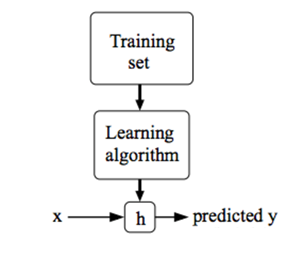 Training
set
Learning
algorithm
x h predicted y